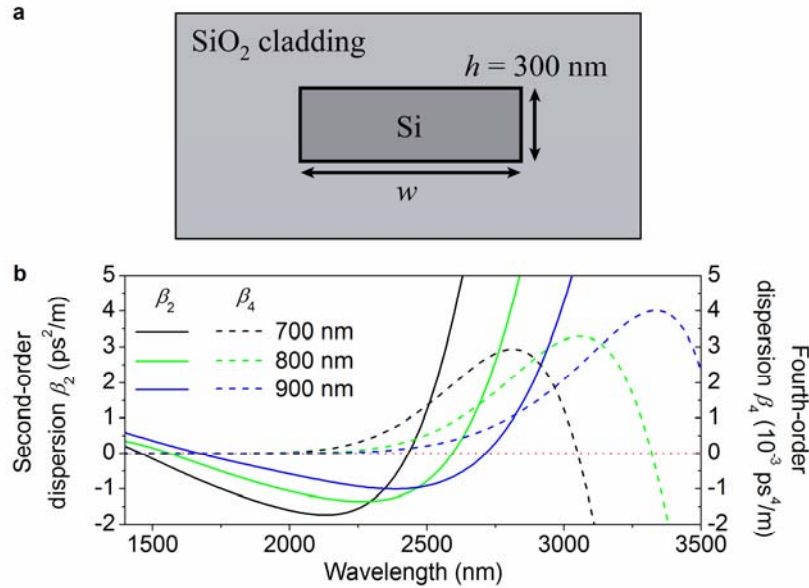 a
SiO2 cladding
h = 300 nm
Si
w
b
β2 β4
700 nm
800 nm
900 nm
Second-order
dispersion β2 (ps2/m)
5
4
3
2
1
0
-1
-2
5
4
3
2
1
0
-1
-2
Fourth-order
dispersion β4 (10-3 ps4/m)
1500 2000 2500 3000 3500
Wavelength (nm)